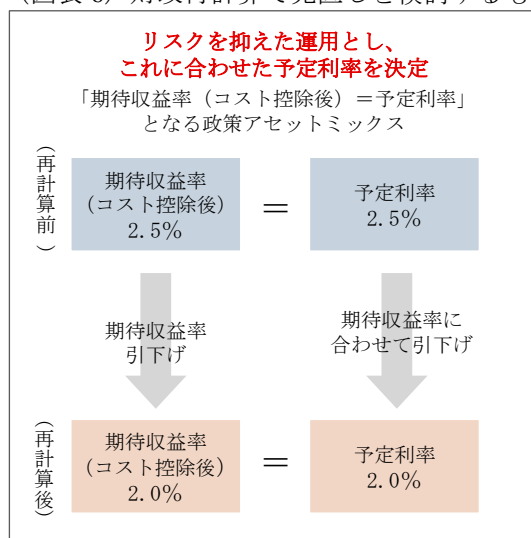 リスクを抑えた運用とし、
これに合わせた予定利率を決定
「期待収益率（コスト控除後）＝予定利率」
となる政策アセットミックス
（再計算前）
期待収益率
（コスト控除後）
2.5%
＝
予定利率
2.5%
期待収益率
引下げ
期待収益率に
合わせて引下げ
（再計算後）
期待収益率
（コスト控除後）
2.0%
＝
予定利率
2.0%